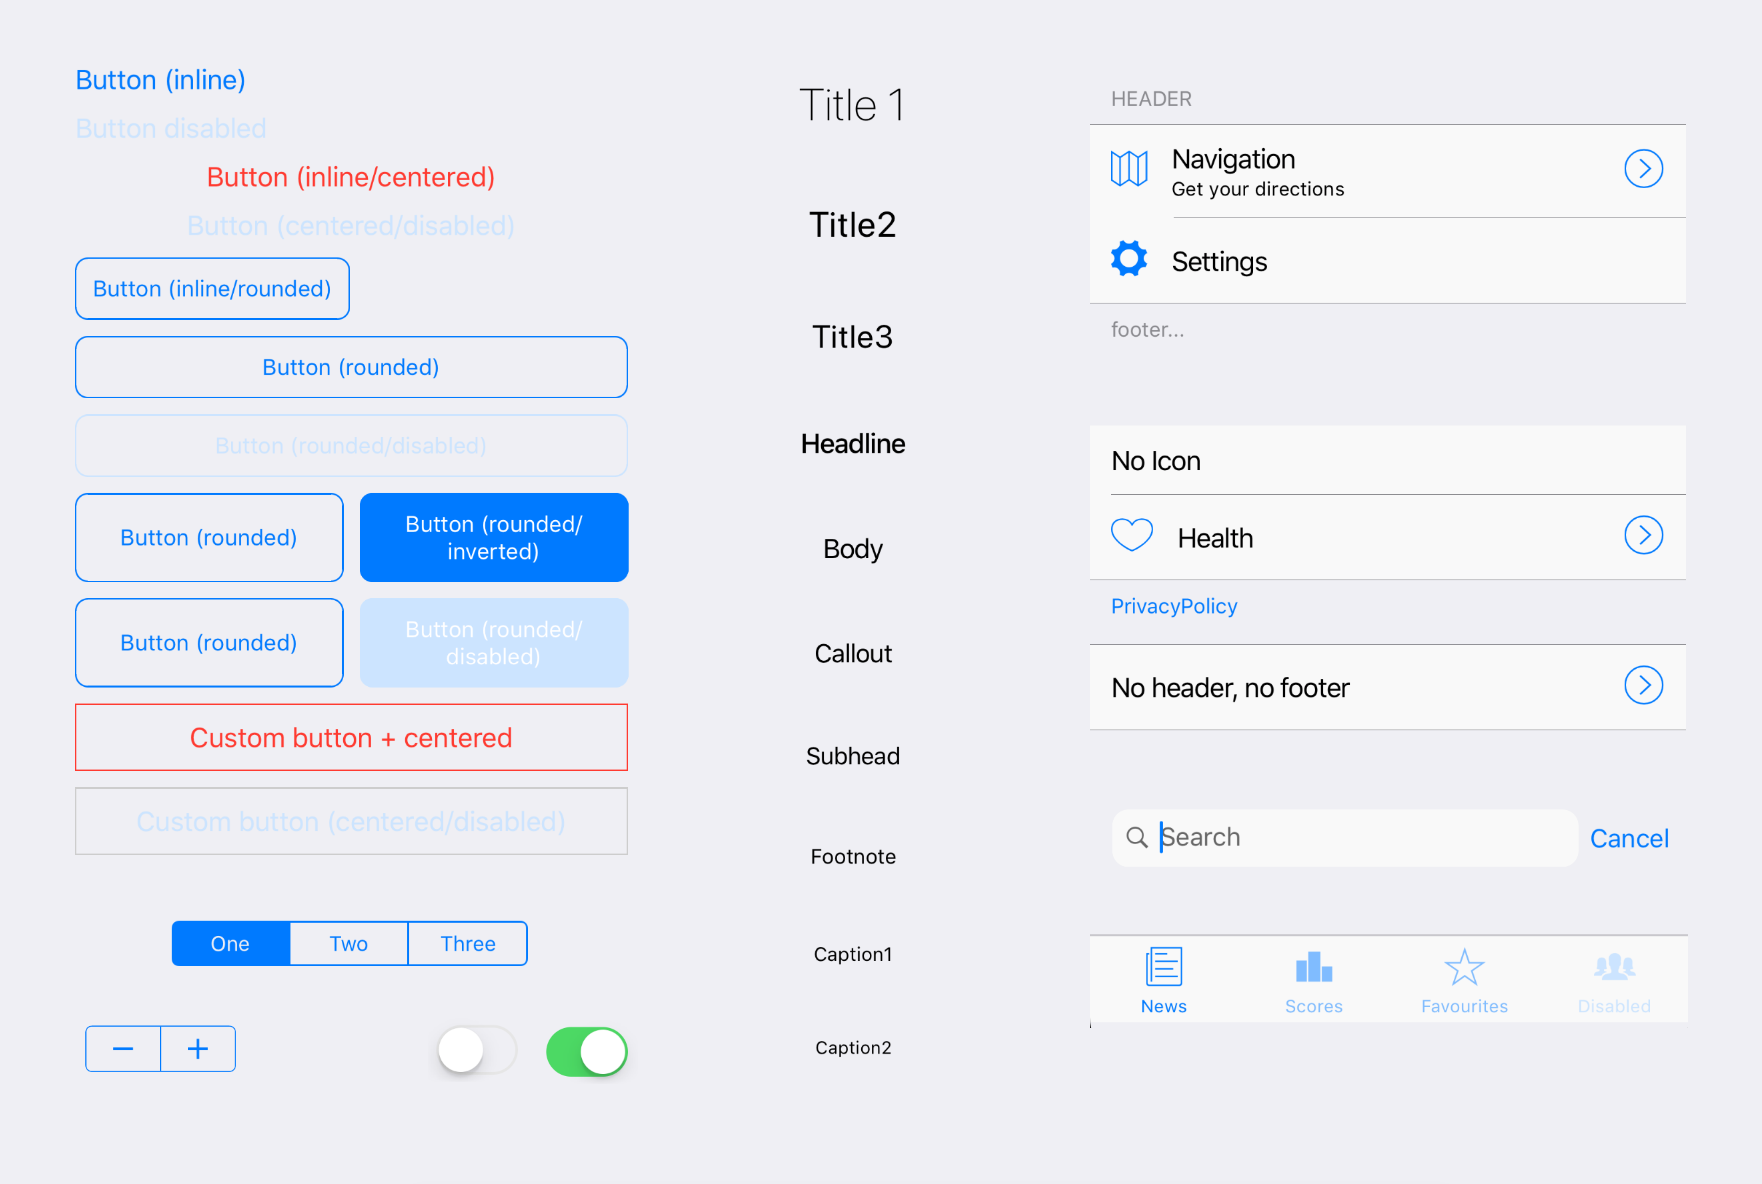 Button (inline)
Button disabled
Button (inline/centered)
Button (centered/disabled)
Button (inline/rounded)
Button (rounded)
Button (rounded/disabled)
Button (rounded)
Button (rounded/
inverted)
Button (rounded)
Button (rounded/
disabled)
Custom button + centered
Custom button (centered/disabled)
One
Two
Three
Title 1
Title2
Title3
Headline
Body
Callout
Subhead
Footnote
Caption1
Caption2
HEADER
Navigation
Get your directions
Settings
footer...
No Icon
Health
PrivacyPolicy
No header, no footer
Search
Cancel
News
Scores
Favourites
Disabled